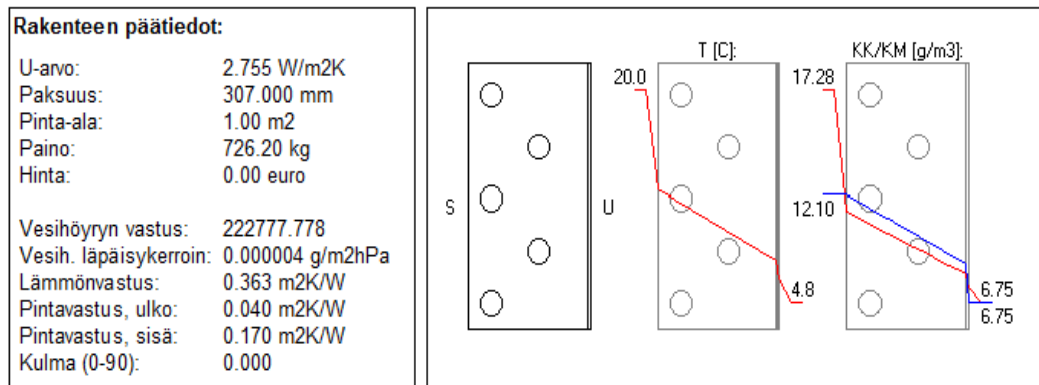 Rakenteen päätiedot:
U-arvo: 2.755 W/m2K
Paksuus: 307.000 mm
Pinta-ala: 1.00 m2
Paino: 726.20 kg
Hinta: 0.00 euro
Vesihöyryn vastus: 222777.778
Vesih. läpäisykerroin: 0.000004 g/m2hPa
Lämmönvastus: 0.363 m2K/W
Pintavastus, ulko: 0.040 m2K/W
Pintavastus, sisä: 0.170 m2K/W
Kulma (0-90): 0.000
T [C]: KK/KM [g/m3]:
20.0 17.28
S U 12.10
4.8 6.75
6.75